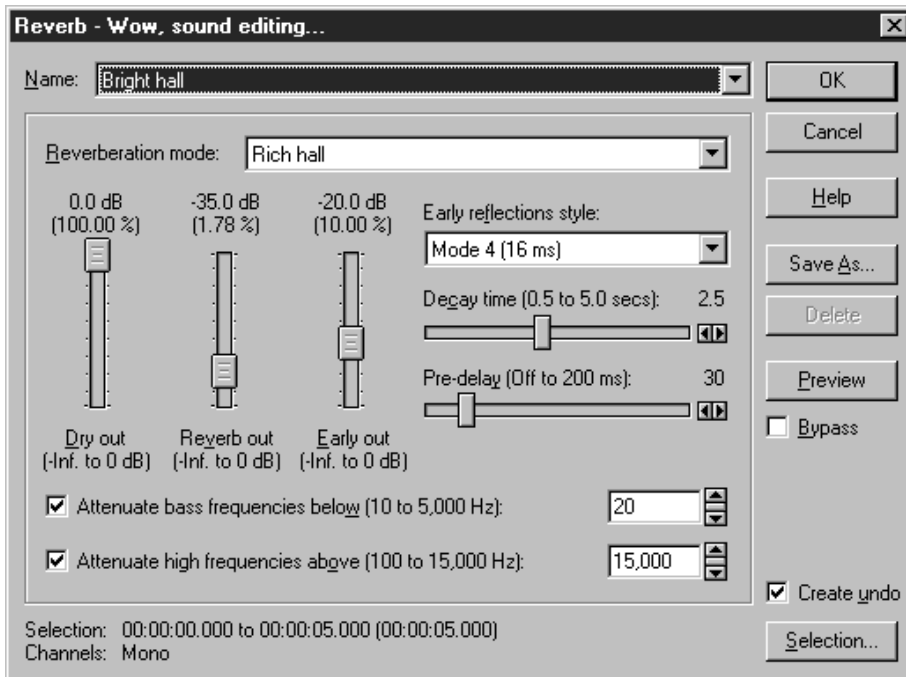 Reverb - Wow, sound editing...
Name: Bright hall
OK
Cancel
Help
Save As...
Delete
Preview
Bypass
Reverberation mode: Rich hall
0.0 dB -35.0 dB -20.0 dB
(100.00 %) (1.78 %) (10.00 %)
Dry out Reverb out Early out
(-Inf. to 0 dB) (-Inf. to 0 dB) (-Inf. to 0 dB)
Early reflections style:
Mode 4 (16 ms)
Decay time (0.5 to 5.0 secs): 2.5
Pre-delay (Off to 200 ms): 30
Attenuate bass frequencies below (10 to 5,000 Hz): 20
Attenuate high frequencies above (100 to 15,000 Hz): 15,000
Create undo
Selection: 00:00:00.000 to 00:00:05.000 (00:00:05.000)
Channels: Mono
Selection...